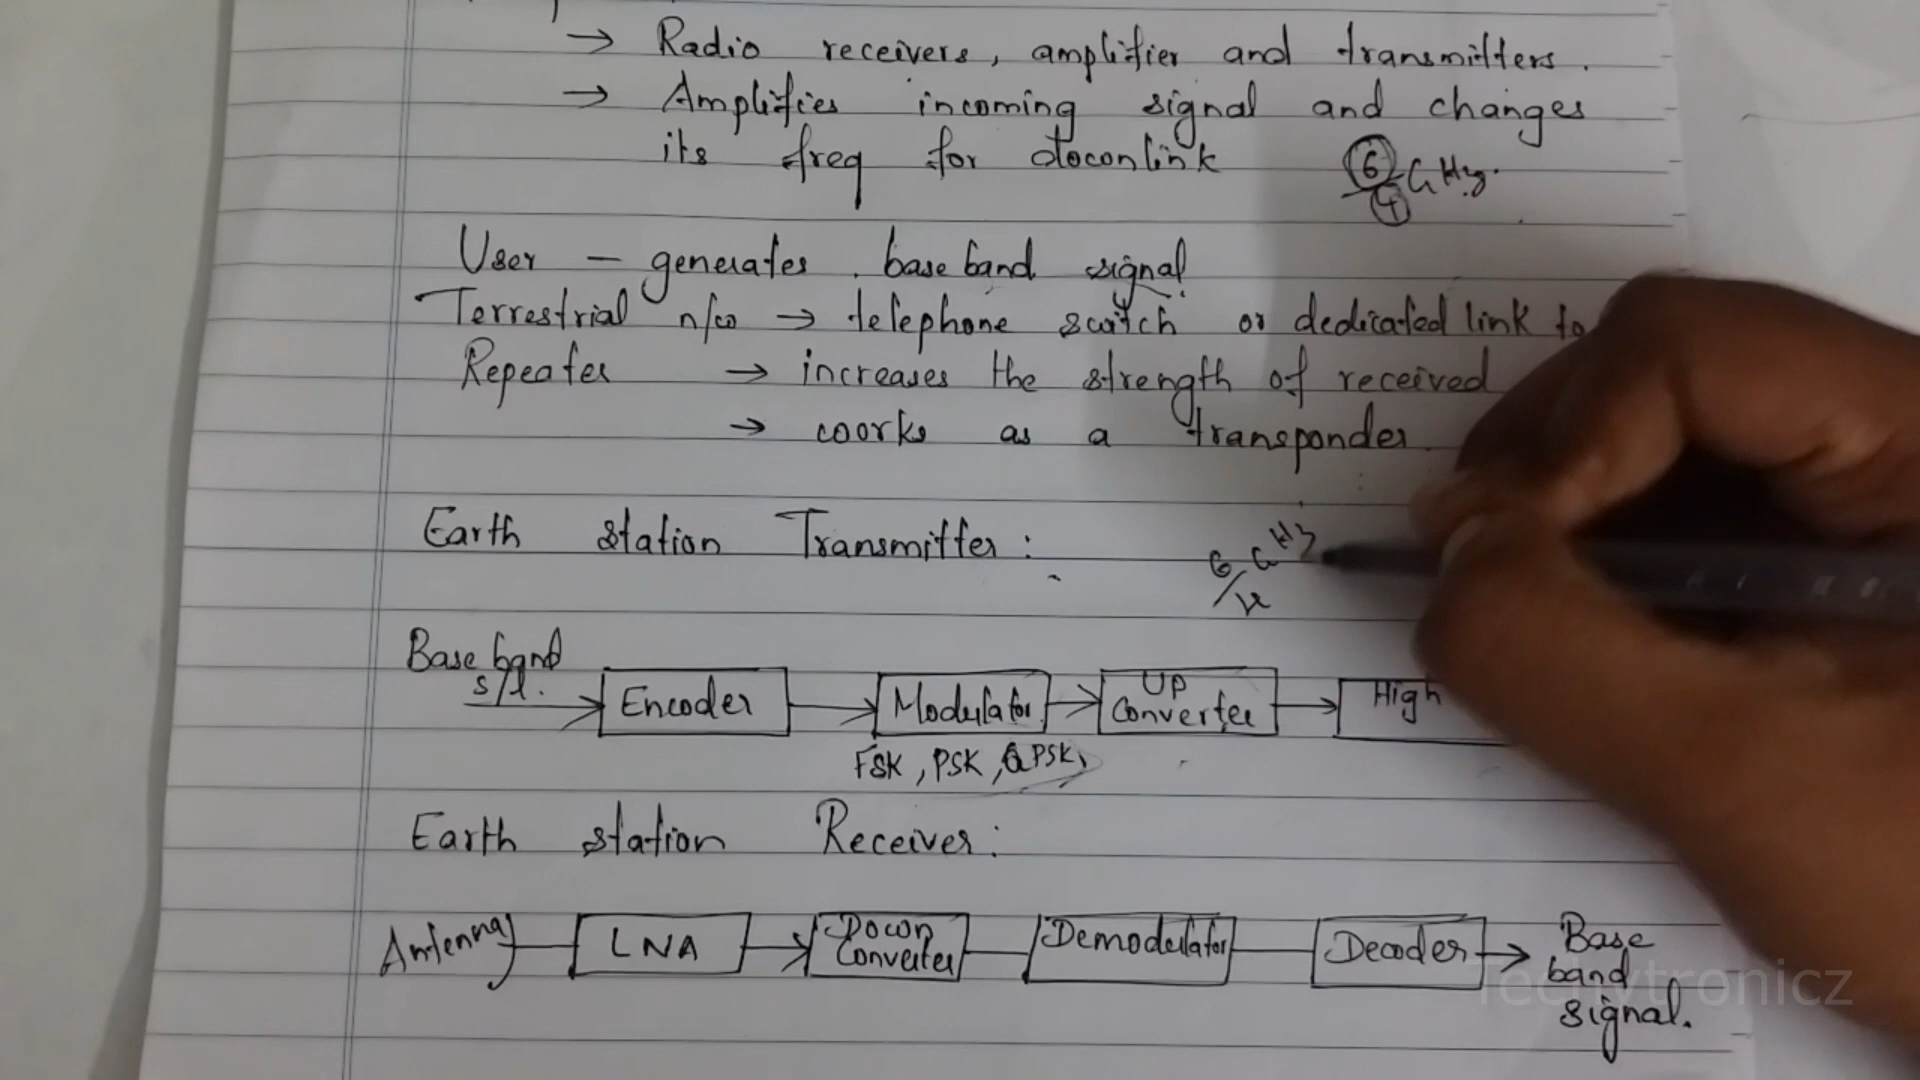 → Radio receivers, amplifier and transmitters.
→ Amplifies incoming signal and changes
its freq for downlink 6/4 GHz.
User – generates baseband signal
Terrestrial n/w → telephone switch or dedicated link to
Repeater → increases the strength of received
→ works as a transponder.
Earth station Transmitter:
6 GHz
Base band
s/l.
Encoder
Modulator
UP
Converter
High
FSK, PSK, QPSK,
Earth station Receiver:
Antenna
LNA
Down
Converter
Demodulator
Decoder
Base
band
signal.
Techytronicz